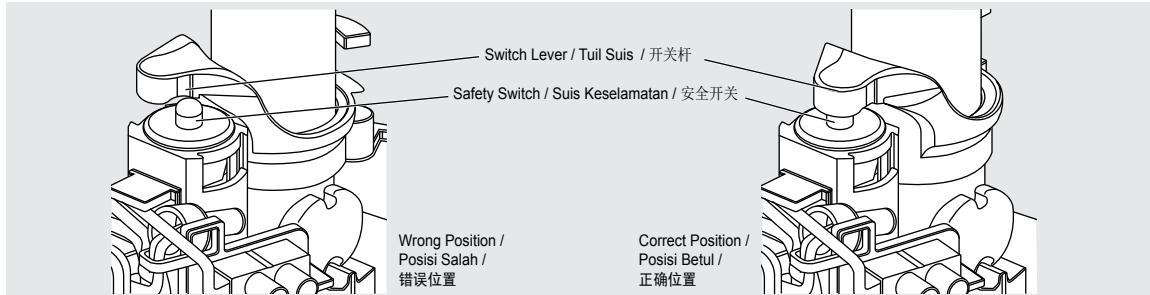 Switch Lever / Tuil Suis / 开关杆
Safety Switch / Suis Keselamatan / 安全开关
Wrong Position /
Posisi Salah /
错误位置
Correct Position /
Posisi Betul /
正确位置